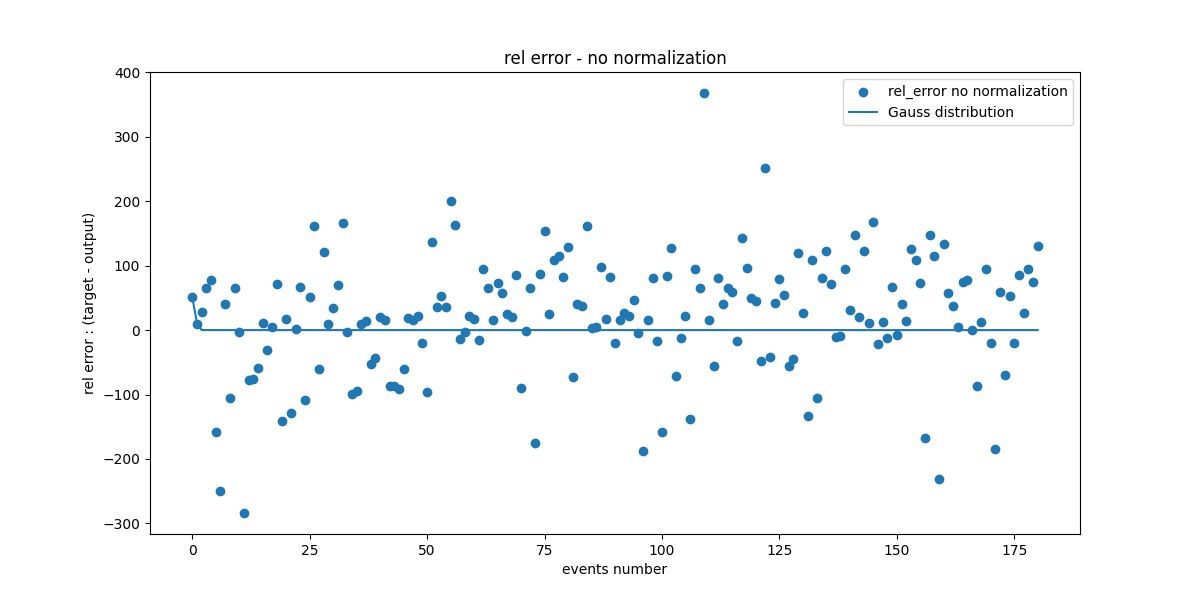 rel error - no normalization
rel_error no normalization
Gauss distribution
rel error : (target - output)
400
300
200
100
0
−100
−200
−300
0 25 50 75 100 125 150 175
events number